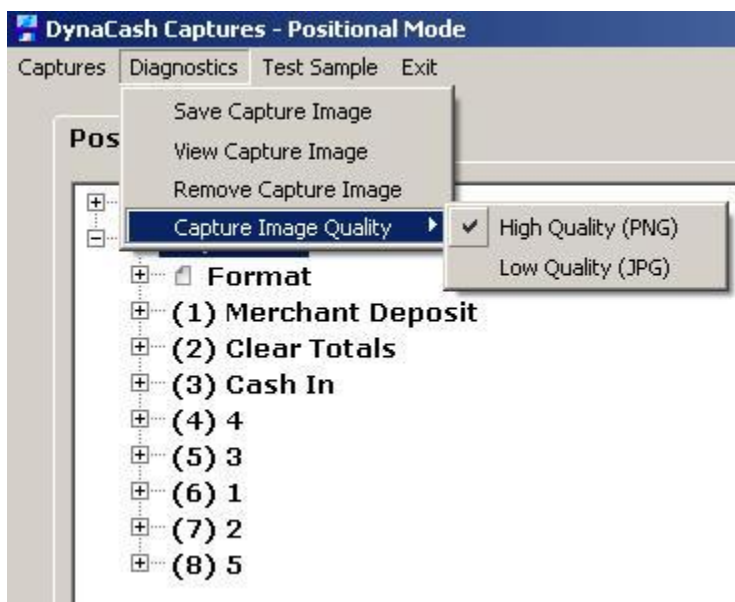 DynaCash Captures - Positional Mode
Captures Diagnostics Test Sample Exit
Save Capture Image
View Capture Image
Remove Capture Image
Capture Image Quality
High Quality (PNG)
Low Quality (JPG)
Pos
Format
(1) Merchant Deposit
(2) Clear Totals
(3) Cash In
(4) 4
(5) 3
(6) 1
(7) 2
(8) 5